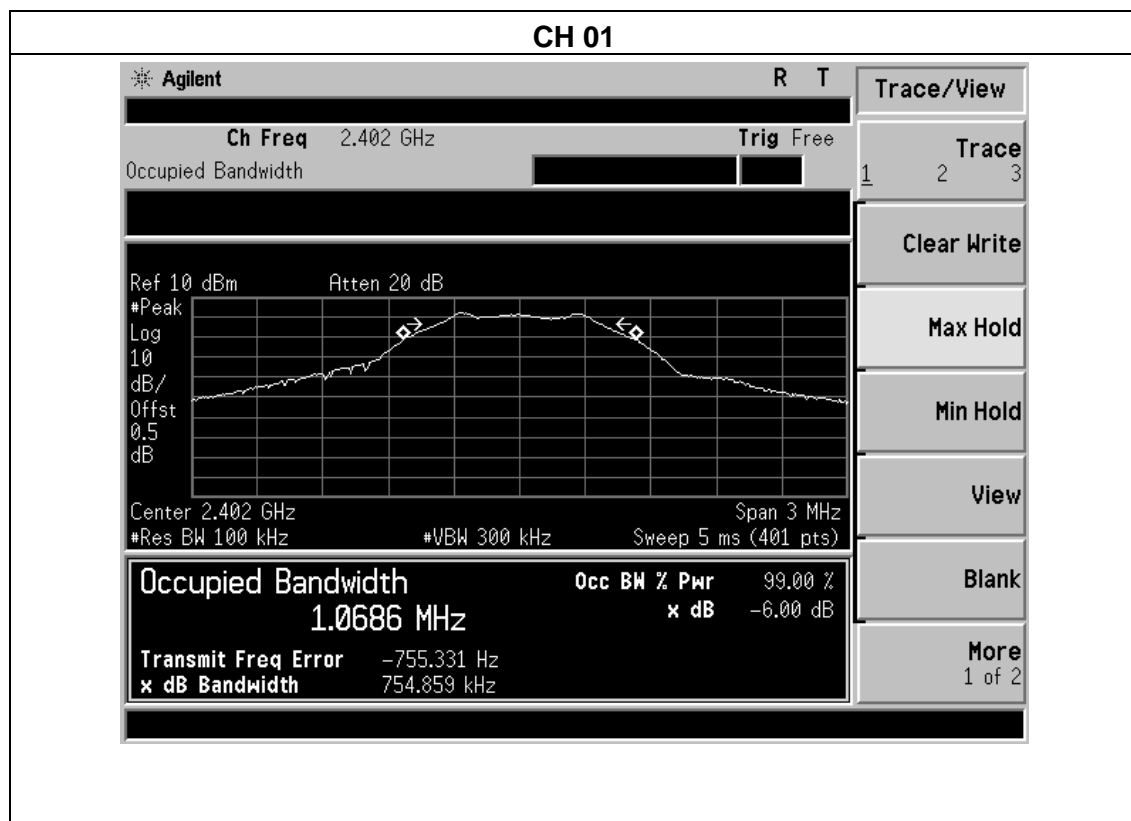 CH 01
Agilent R T
Trace/View
Ch Freq 2.402 GHz Trig Free
Occupied Bandwidth
Trace
1 2 3
Clear Write
Max Hold
Min Hold
View
Blank
More
1 of 2
Ref 10 dBm Atten 20 dB
#Peak
Log
10
dB/
Offst
0.5
dB
Center 2.402 GHz Span 3 MHz
#Res BW 100 kHz #VBW 300 kHz Sweep 5 ms (401 pts)
Occupied Bandwidth Occ BW % Pwr 99.00 %
1.0686 MHz x dB -6.00 dB
Transmit Freq Error -755.331 Hz
x dB Bandwidth 754.859 kHz